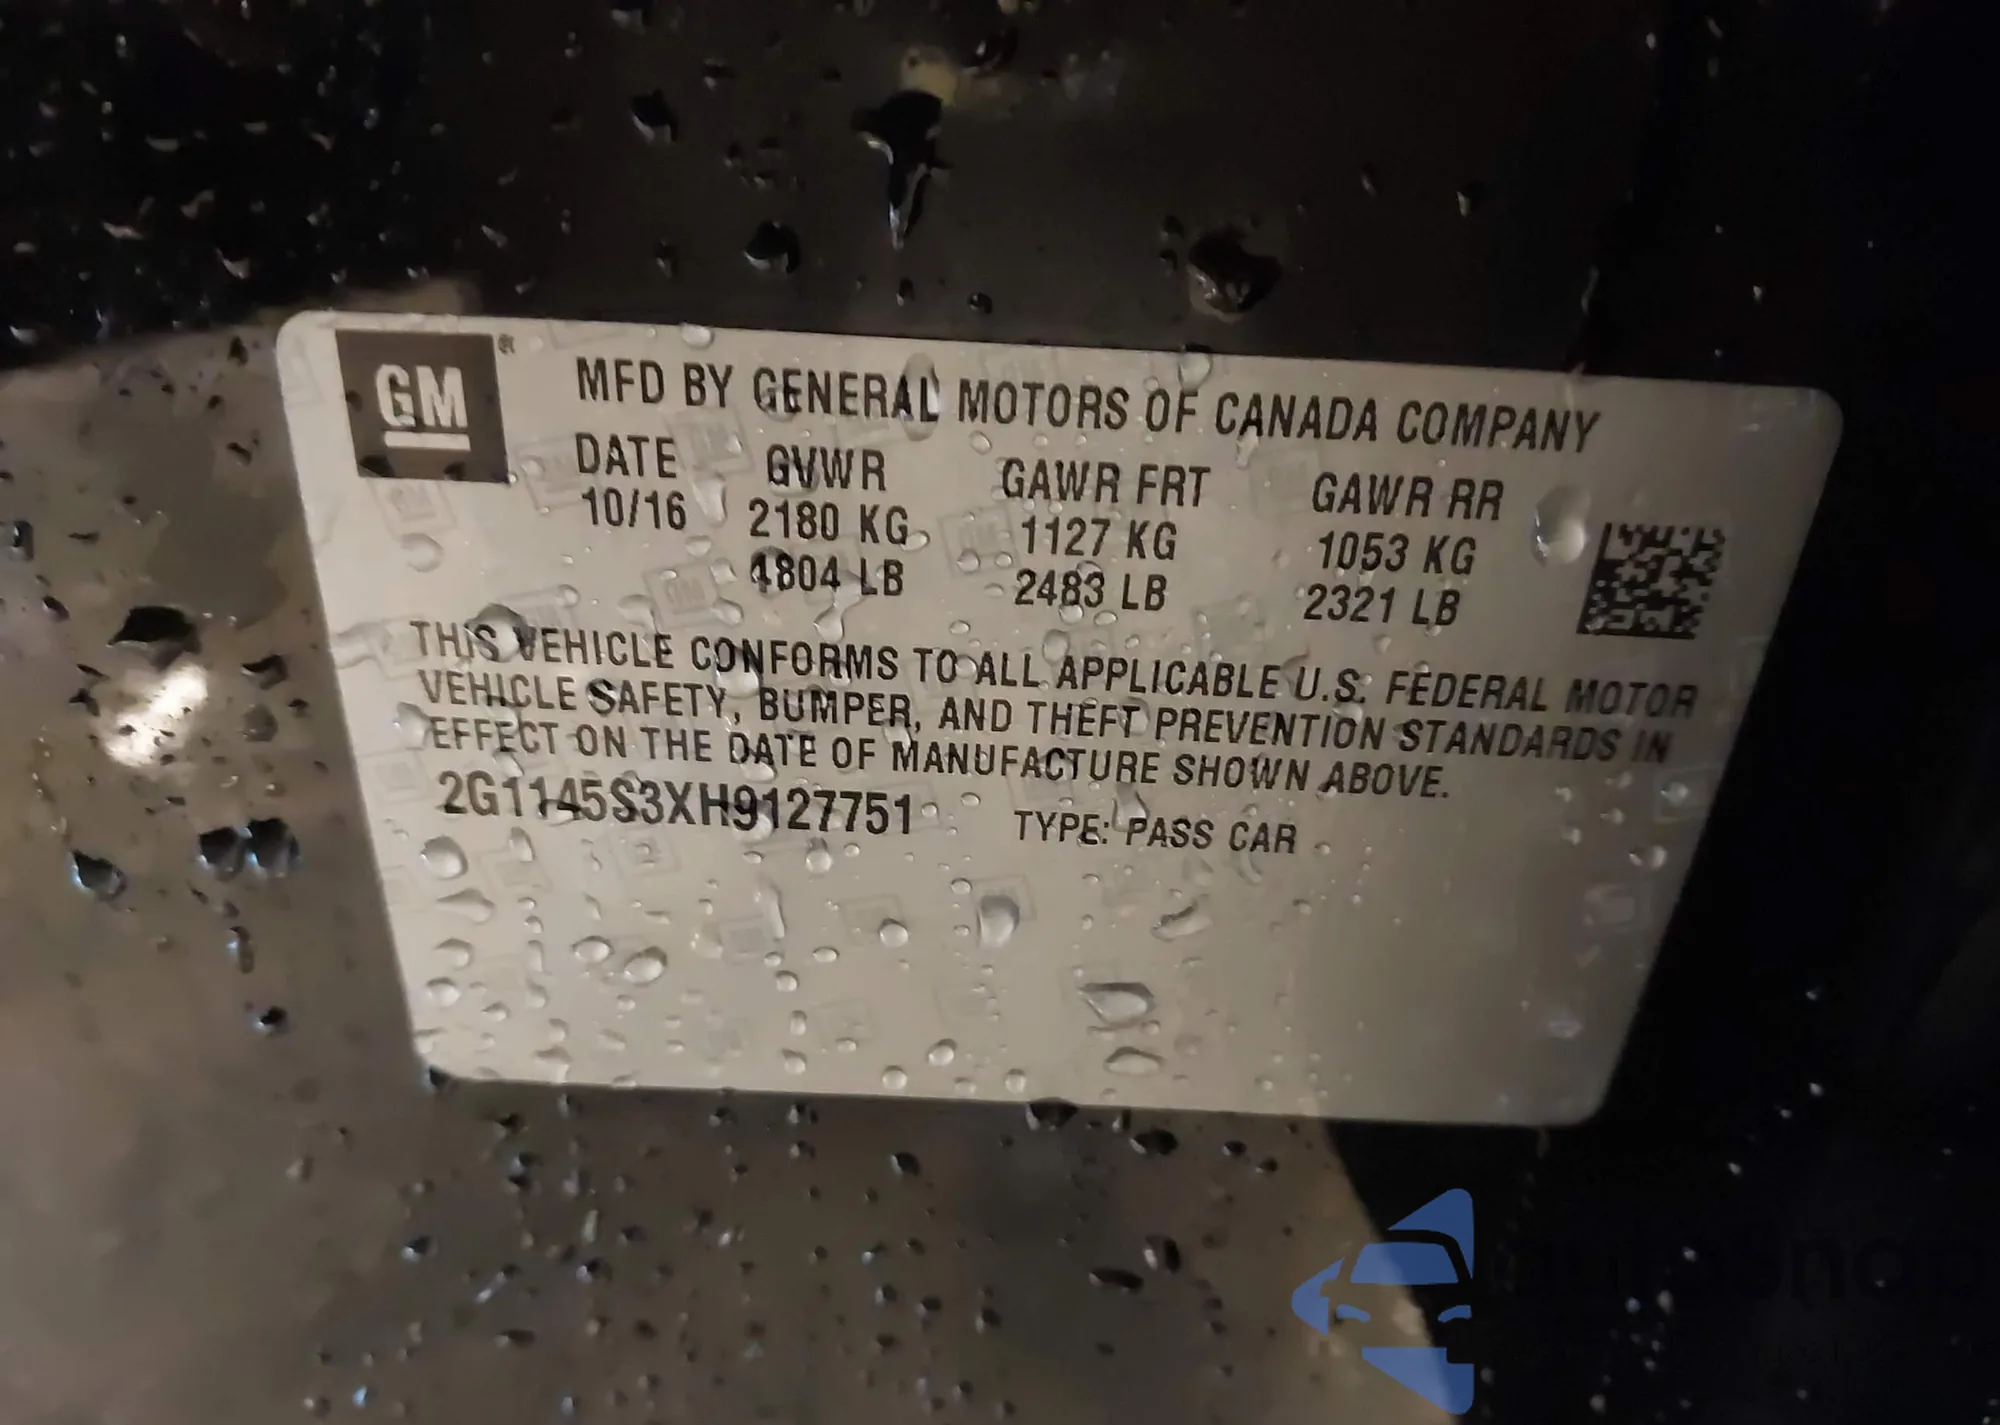 GM
MFD BY GENERAL MOTORS OF CANADA COMPANY
DATE GVWR GAWR FRT GAWR RR
10/16 2180 KG 1127 KG 1053 KG
4804 LB 2483 LB 2321 LB
THIS VEHICLE CONFORMS TO ALL APPLICABLE U.S. FEDERAL MOTOR
VEHICLE SAFETY, BUMPER, AND THEFT PREVENTION STANDARDS IN
EFFECT ON THE DATE OF MANUFACTURE SHOWN ABOVE.
2G1145S3XH9127751 TYPE: PASS CAR